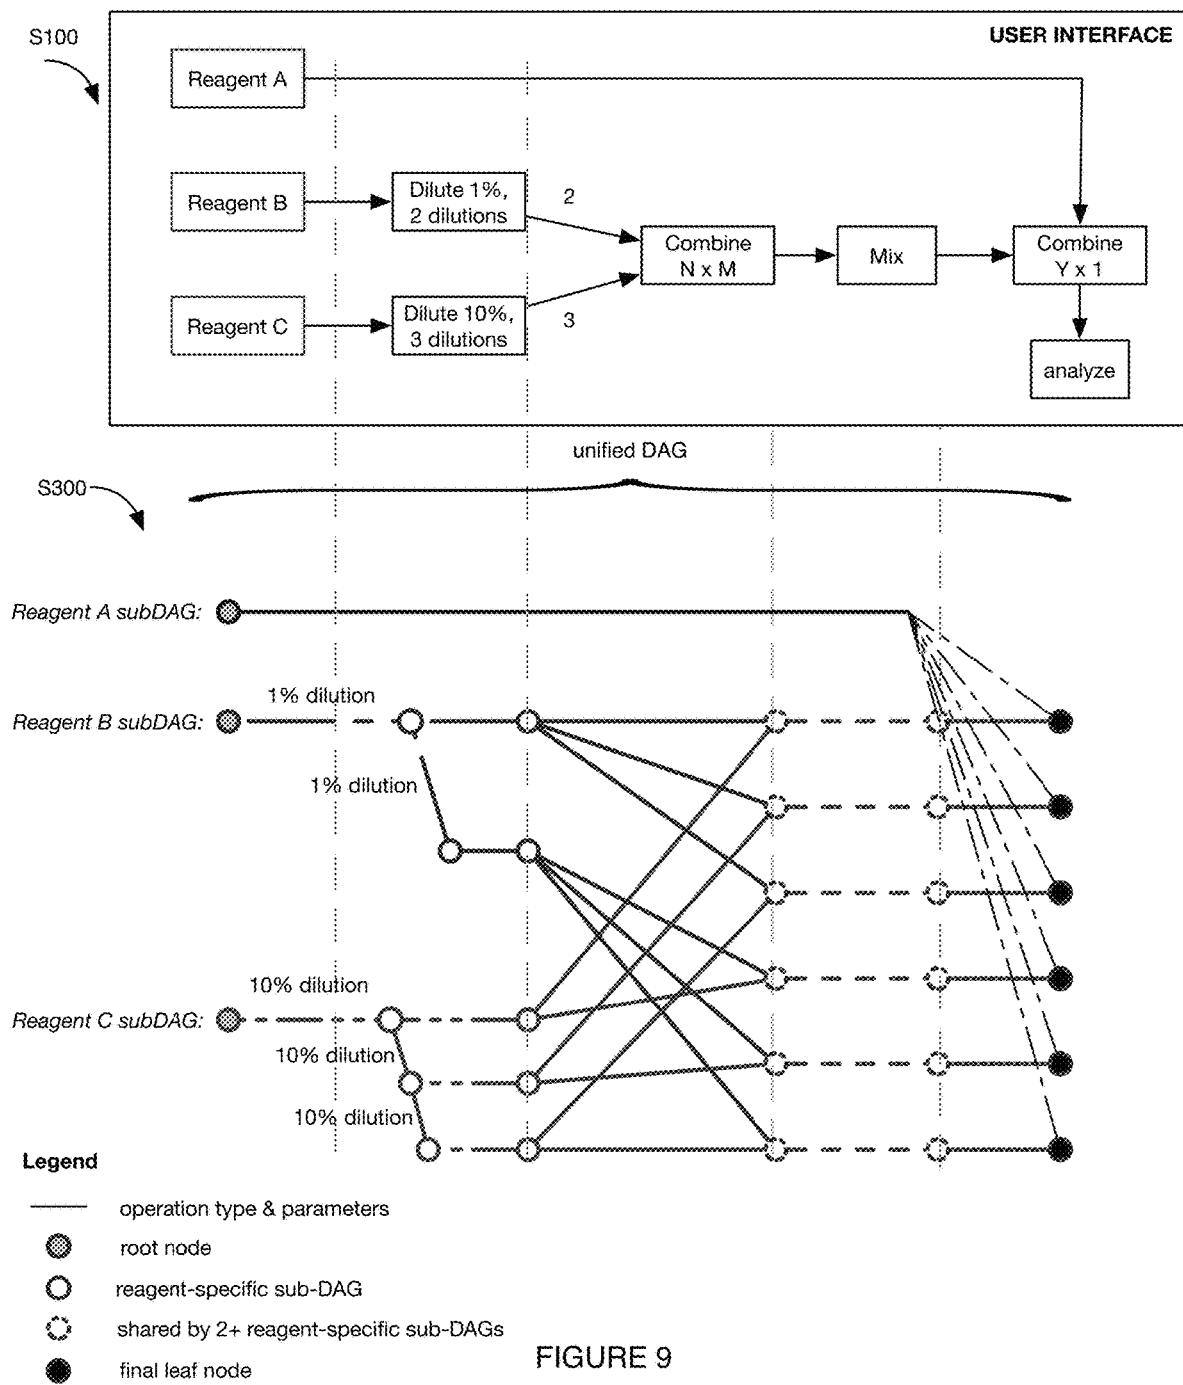 S100
USER INTERFACE
Reagent A
Reagent B
Dilute 1%,
2 dilutions
2
Combine
N x M
Mix
Combine
Y x 1
Reagent C
Dilute 10%,
3 dilutions
3
analyze
unified DAG
S300
Reagent A subDAG:
1% dilution
Reagent B subDAG:
1% dilution
10% dilution
Reagent C subDAG:
10% dilution
10% dilution
Legend
operation type & parameters
root node
reagent-specific sub-DAG
shared by 2+ reagent-specific sub-DAGs
final leaf node
FIGURE 9